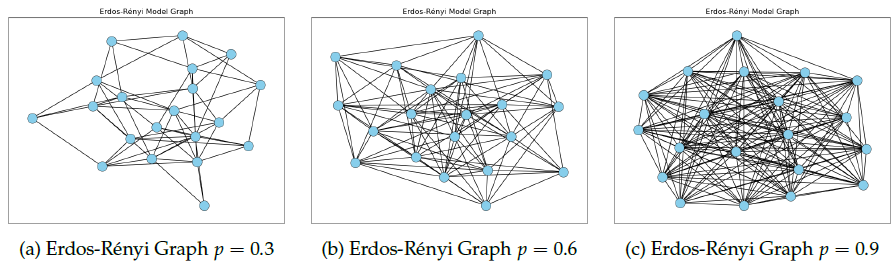 Erdos-Rényi Model Graph
Erdos-Rényi Model Graph
Erdos-Rényi Model Graph
(a) Erdos-Rényi Graph p = 0.3
(b) Erdos-Rényi Graph p = 0.6
(c) Erdos-Rényi Graph p = 0.9